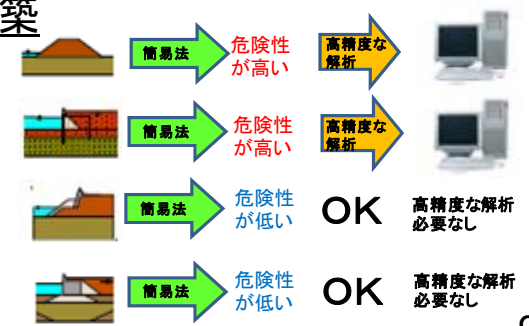 築
簡易法
危険性
が高い
高精度な
解析
簡易法
危険性
が高い
高精度な
解析
簡易法
危険性
が低い
OK
高精度な解析
必要なし
簡易法
危険性
が低い
OK
高精度な解析
必要なし